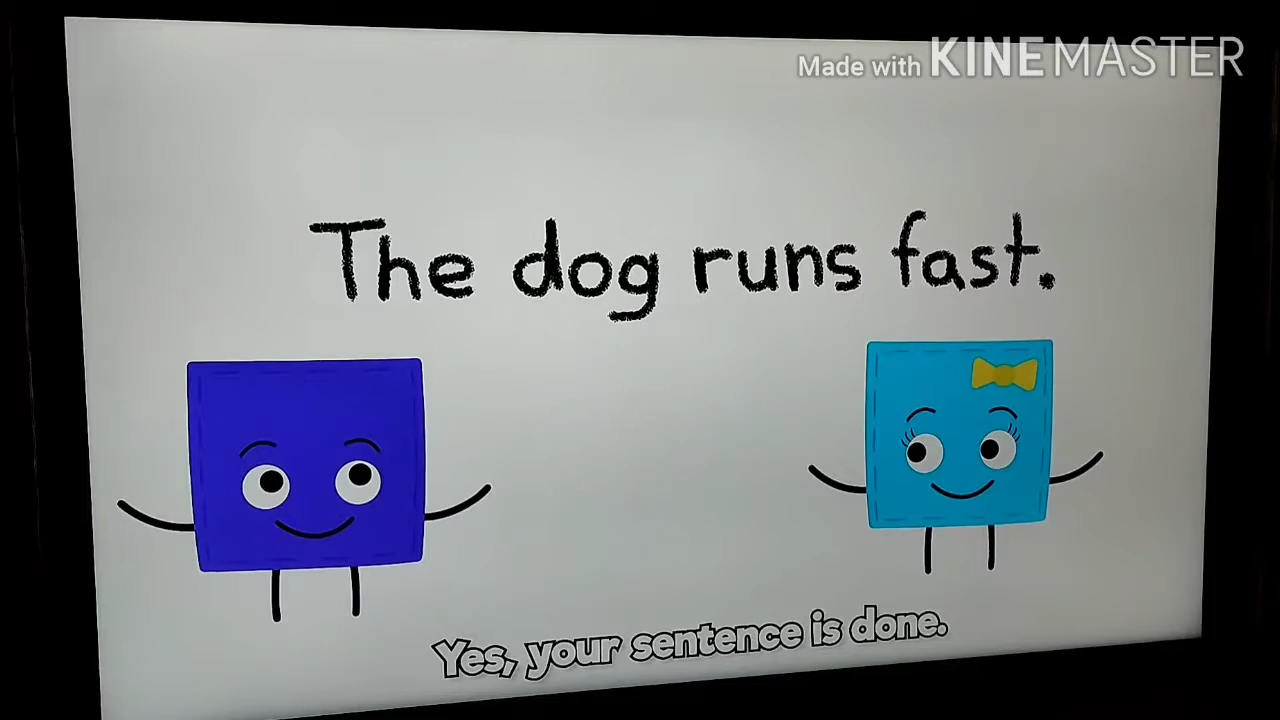 Made with KINEMASTER
The dog runs fast.
Yes, your sentence is done.